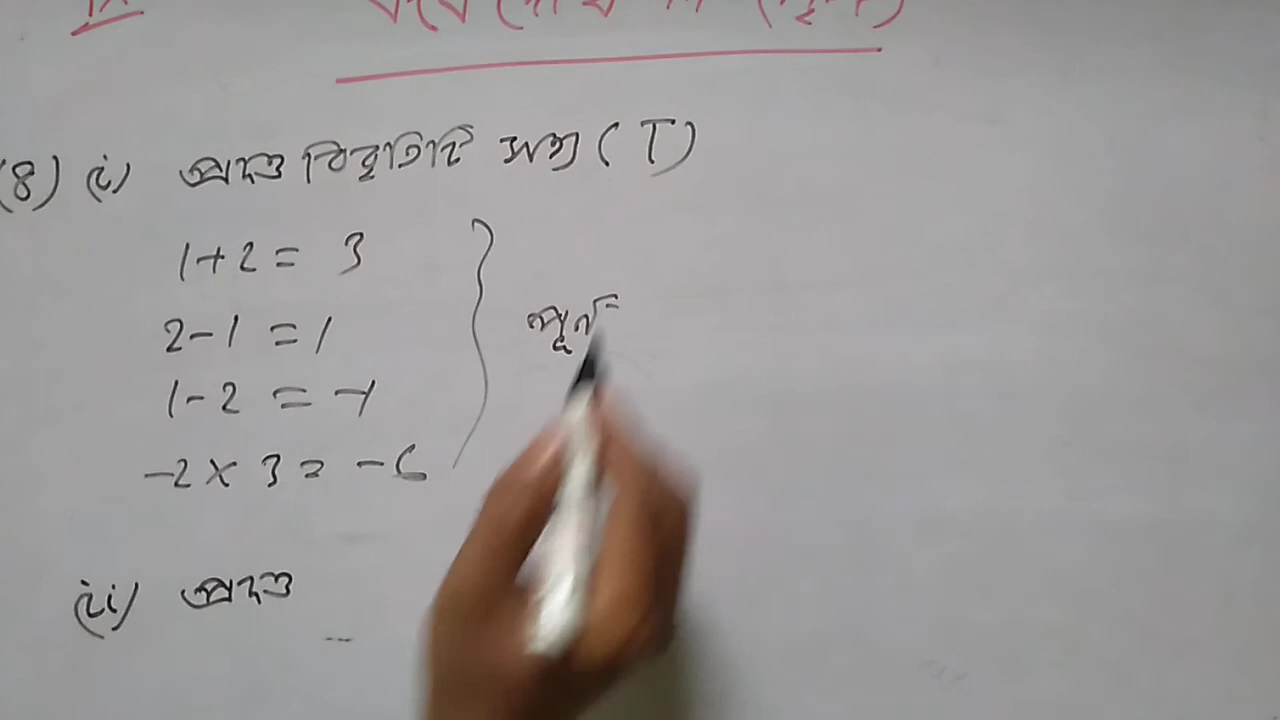 (8) (i) প্রদত্ত বিবৃতিটি সত্য (T)
1 + 2 = 3
2 - 1 = 1
1 - 2 = -1
পূর্ণ
-2 × 3 = -6
(ii) প্রদত্ত